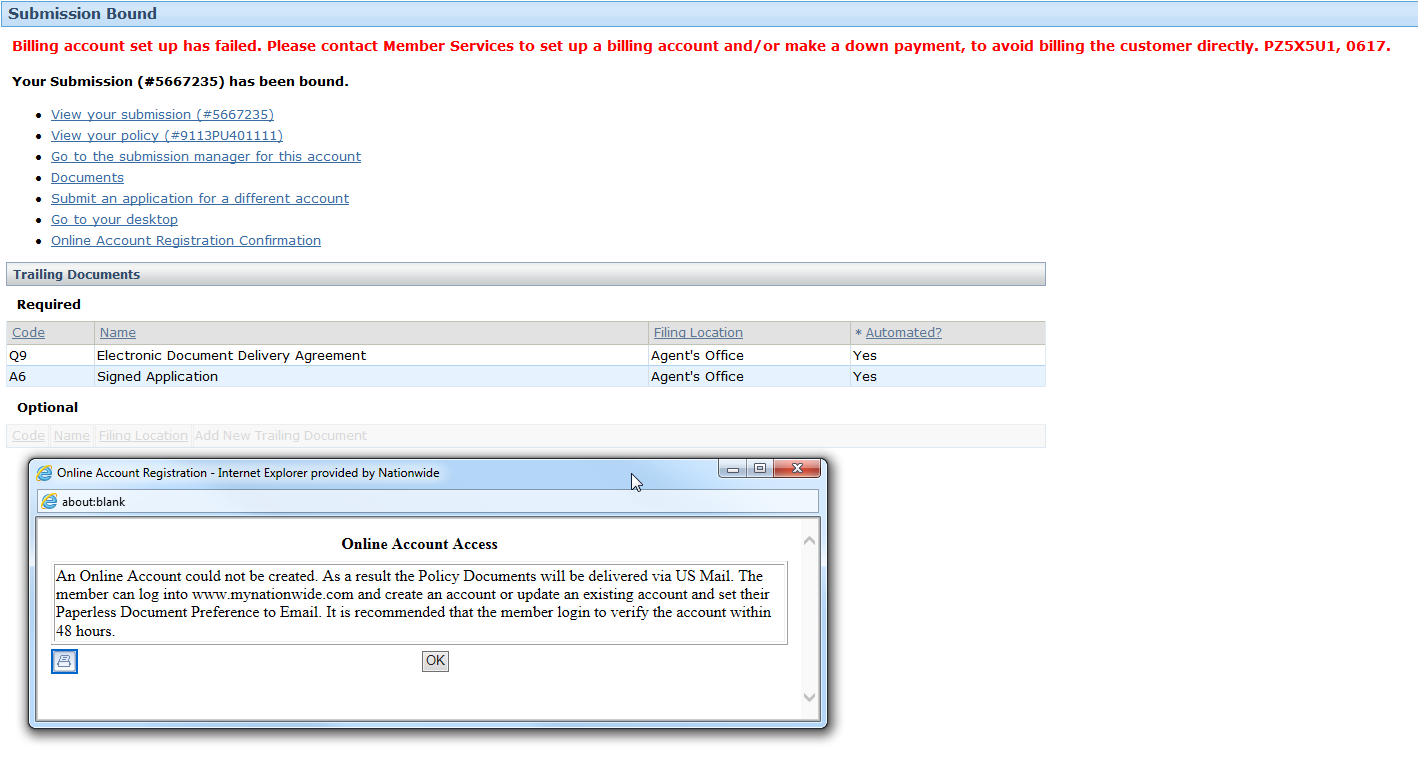 Submission Bound
Billing account set up has failed. Please contact Member Services to set up a billing account and/or make a down payment, to avoid billing the customer directly. PZ5X5U1, 0617.
Your Submission (#5667235) has been bound.
View your submission (#5667235)
View your policy (#9113PU401111)
Go to the submission manager for this account
Documents
Submit an application for a different account
Go to your desktop
Online Account Registration Confirmation
Trailing Documents
Required
Code Name Filing Location * Automated?
Q9 Electronic Document Delivery Agreement Agent's Office Yes
A6 Signed Application Agent's Office Yes
Optional
Code Name Filing Location Add New Trailing Document
Online Account Registration - Internet Explorer provided by Nationwide
about:blank
Online Account Access
An Online Account could not be created. As a result the Policy Documents will be delivered via US Mail. The
member can log into www.mynationwide.com and create an account or update an existing account and set their
Paperless Document Preference to Email. It is recommended that the member login to verify the account within
48 hours.
OK